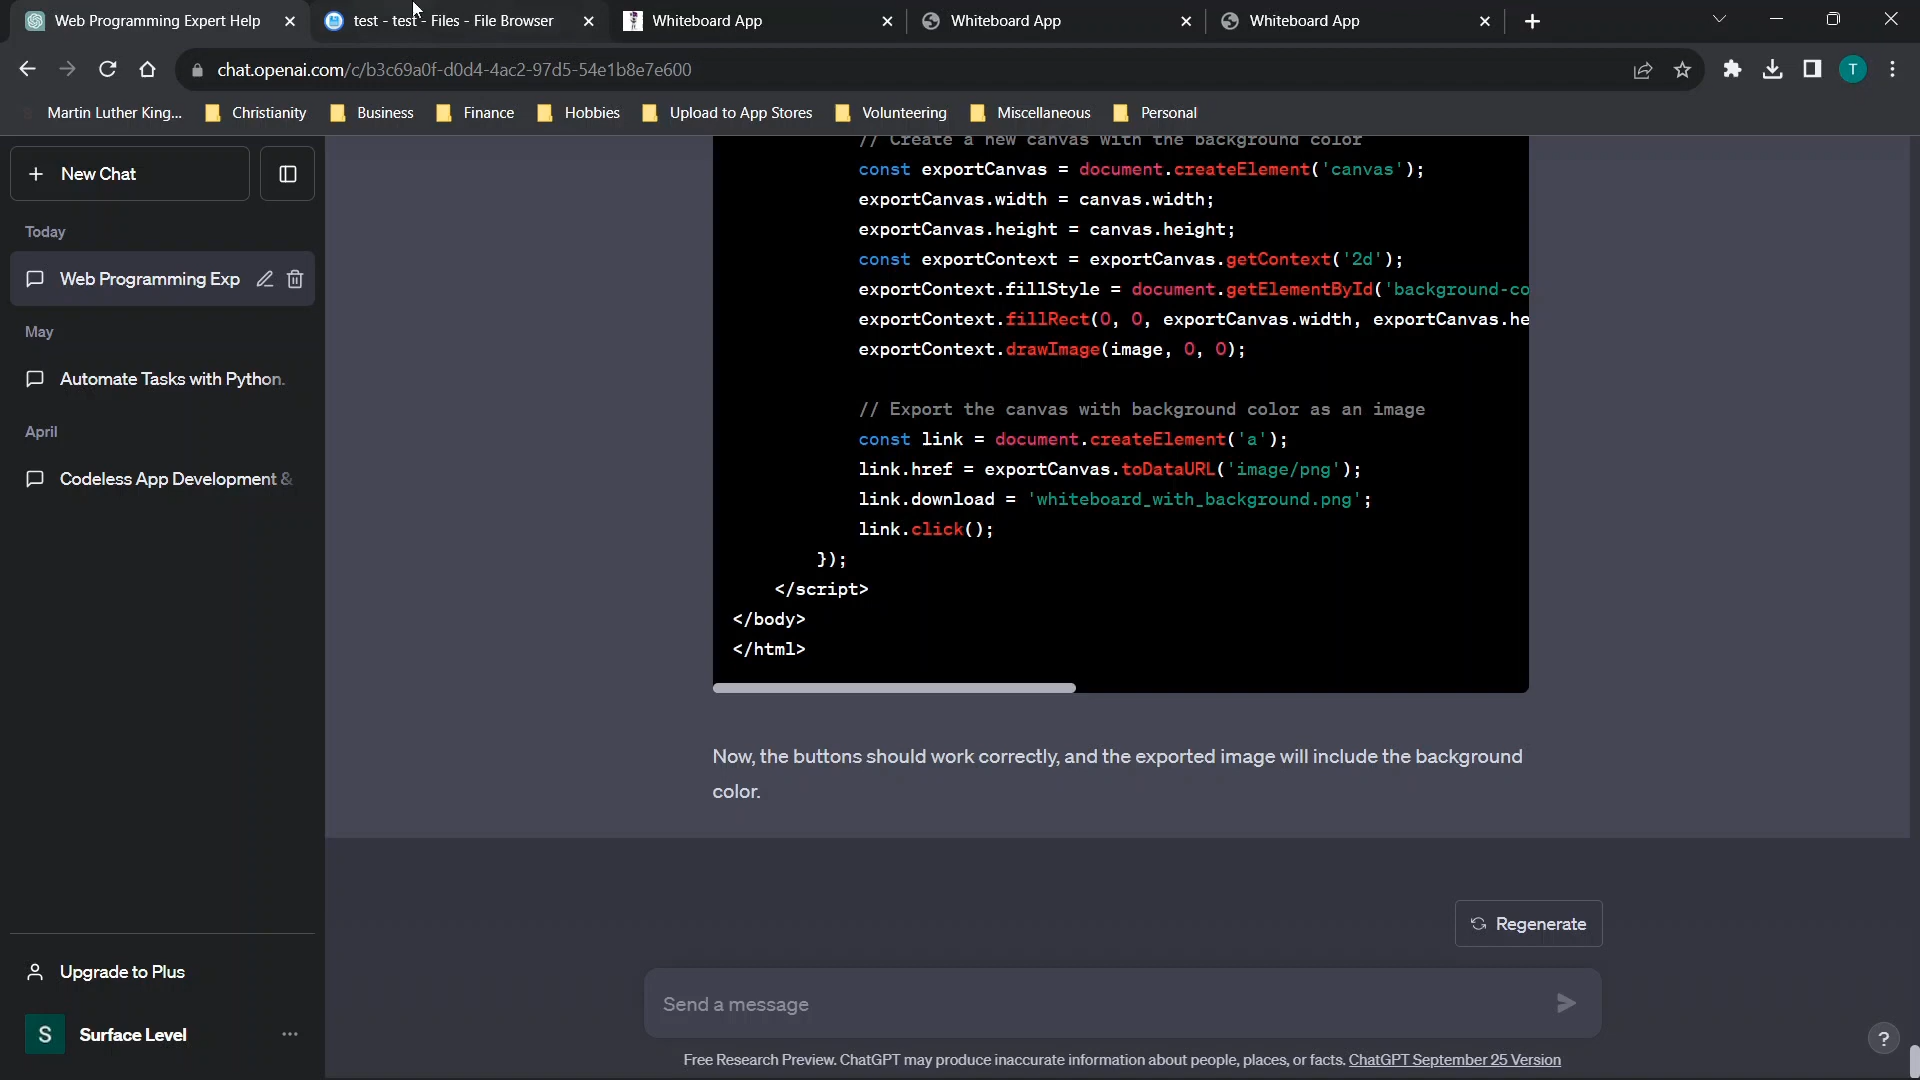 Web Programming Expert Help
test - test - Files - File Browser
Whiteboard App
Whiteboard App
Whiteboard App
chat.openai.com/c/b3c69a0f-d0d4-4ac2-97d5-54e1b8e7e600
T
Martin Luther King...
Christianity
Business
Finance
Hobbies
Upload to App Stores
Volunteering
Miscellaneous
Personal
New Chat
Today
Web Programming Exp
May
Automate Tasks with Python.
April
Codeless App Development &
Upgrade to Plus
S Surface Level
// Create a new canvas with the background color
const exportCanvas = document.createElement('canvas');
exportCanvas.width = canvas.width;
exportCanvas.height = canvas.height;
const exportContext = exportCanvas.getContext('2d');
exportContext.fillStyle = document.getElementById('background-co
exportContext.fillRect(0, 0, exportCanvas.width, exportCanvas.he
exportContext.drawImage(image, 0, 0);
// Export the canvas with background color as an image
const link = document.createElement('a');
link.href = exportCanvas.toDataURL('image/png');
link.download = 'whiteboard_with_background.png';
link.click();
});
</script>
</body>
</html>
Now, the buttons should work correctly, and the exported image will include the background
color.
Regenerate
Send a message
Free Research Preview. ChatGPT may produce inaccurate information about people, places, or facts. ChatGPT September 25 Version
?